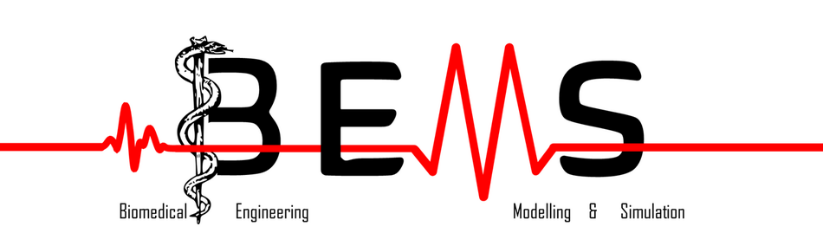 BEMS
Biomedical Engineering Modelling & Simulation